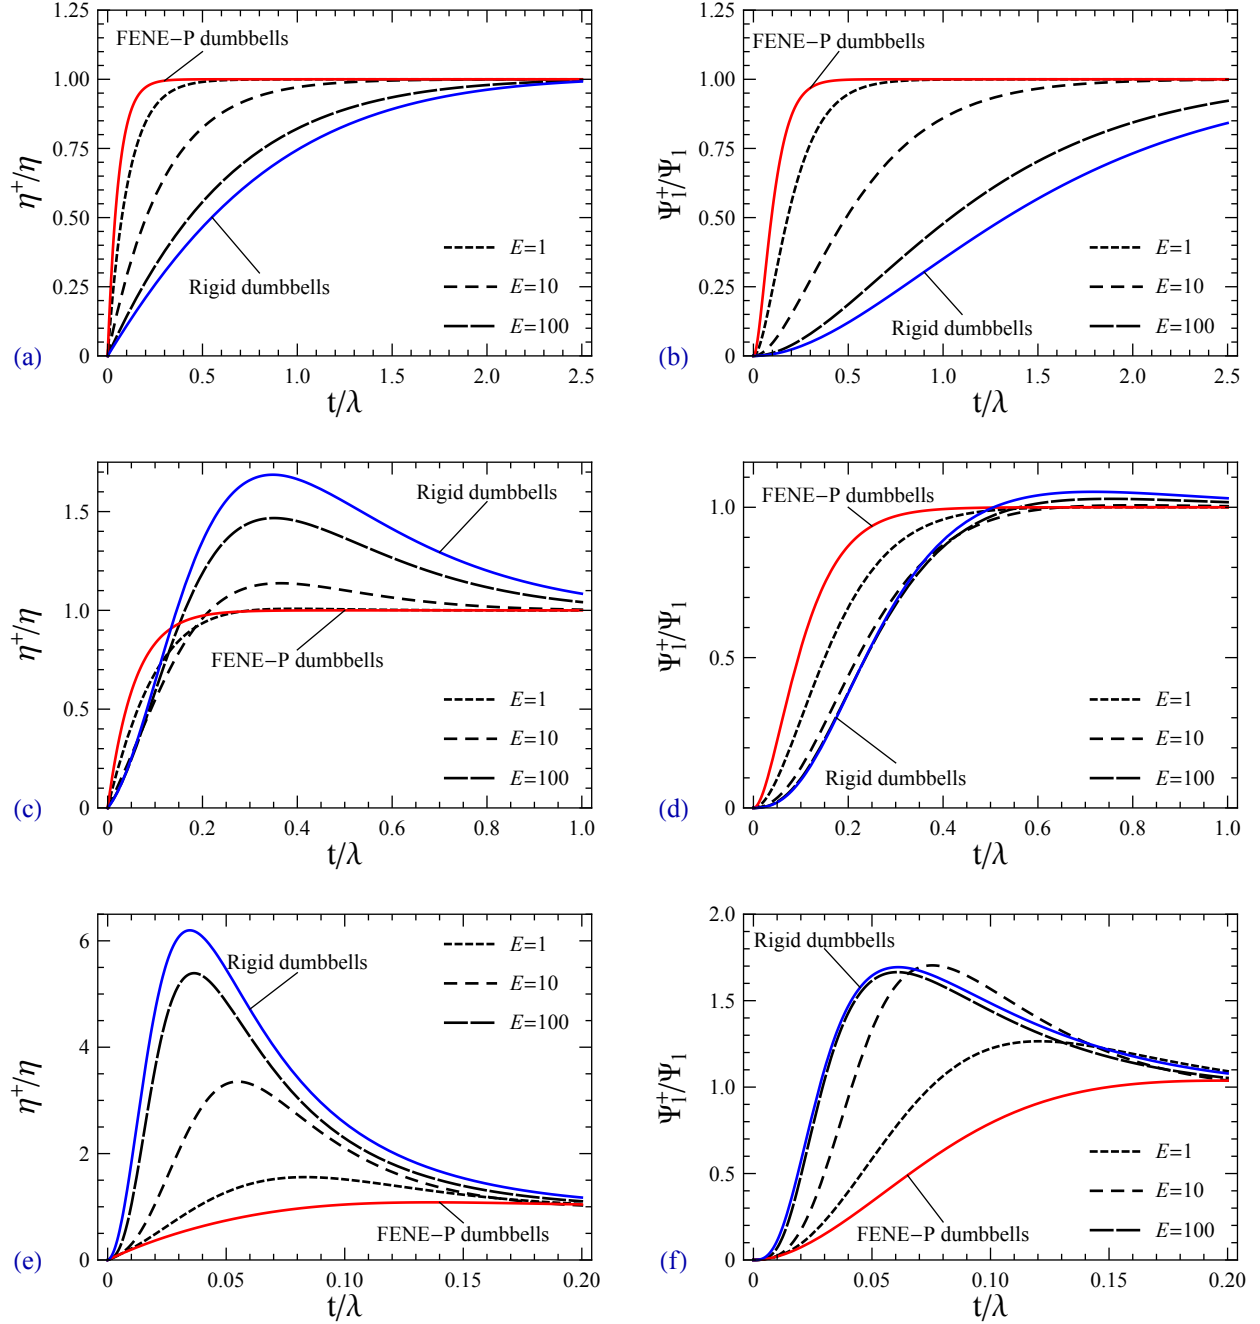 1.25
1.00
0.75
0.50
0.25
0
η⁺/η
FENE−P dumbbells
Rigid dumbbells
E=1
E=10
E=100
0 0.5 1.0 1.5 2.0 2.5
t/λ
(a)
1.25
1.00
0.75
0.50
0.25
0
Ψ₁⁺/Ψ₁
FENE−P dumbbells
Rigid dumbbells
E=1
E=10
E=100
0 0.5 1.0 1.5 2.0 2.5
t/λ
(b)
1.5
1.0
0.5
0
η⁺/η
Rigid dumbbells
FENE−P dumbbells
E=1
E=10
E=100
0 0.2 0.4 0.6 0.8 1.0
t/λ
(c)
1.0
0.5
0
Ψ₁⁺/Ψ₁
FENE−P dumbbells
Rigid dumbbells
E=1
E=10
E=100
0 0.2 0.4 0.6 0.8 1.0
t/λ
(d)
6
4
2
0
η⁺/η
Rigid dumbbells
E=1
E=10
E=100
FENE−P dumbbells
0 0.05 0.10 0.15 0.20
t/λ
(e)
2.0
1.5
1.0
0.5
0
Ψ₁⁺/Ψ₁
Rigid dumbbells
FENE−P dumbbells
E=1
E=10
E=100
0 0.05 0.10 0.15 0.20
t/λ
(f)